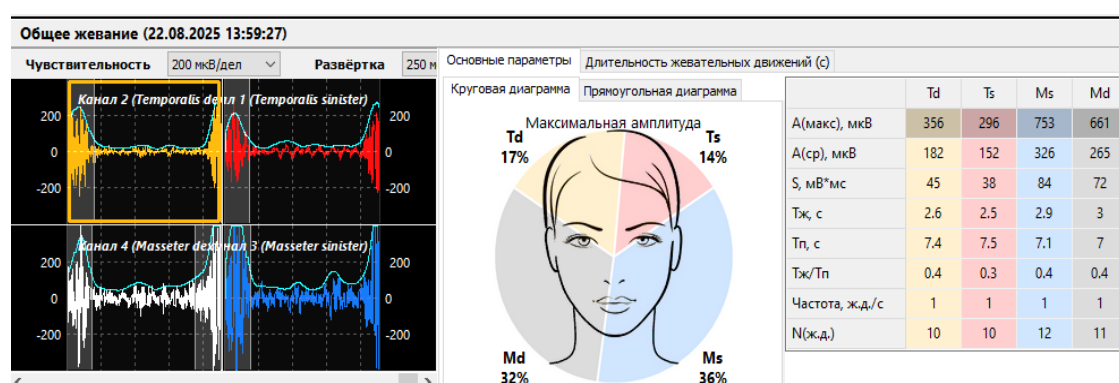 Общее жевание (22.08.2025 13:59:27)
Чувствительность 200 мкВ/дел Развёртка 250 м
Канал 2 (Temporalis de
л 1 (Temporalis sinister)
200
0
-200
200
0
-200
Канал 4 (Masseter dex
нал 3 (Masseter sinister)
200
0
-200
200
0
-200
Основные параметры Длительность жевательных движений (с)
Круговая диаграмма Прямоугольная диаграмма
Максимальная амплитуда
Td
17%
Ts
14%
Md
32%
Ms
36%
Td Ts Ms Md
A(макс), мкВ 356 296 753 661
A(ср), мкВ 182 152 326 265
S, мВ*мс 45 38 84 72
Тж, с 2.6 2.5 2.9 3
Тп, с 7.4 7.5 7.1 7
Тж/Тп 0.4 0.3 0.4 0.4
Частота, ж.д./с 1 1 1 1
N(ж.д.) 10 10 12 11